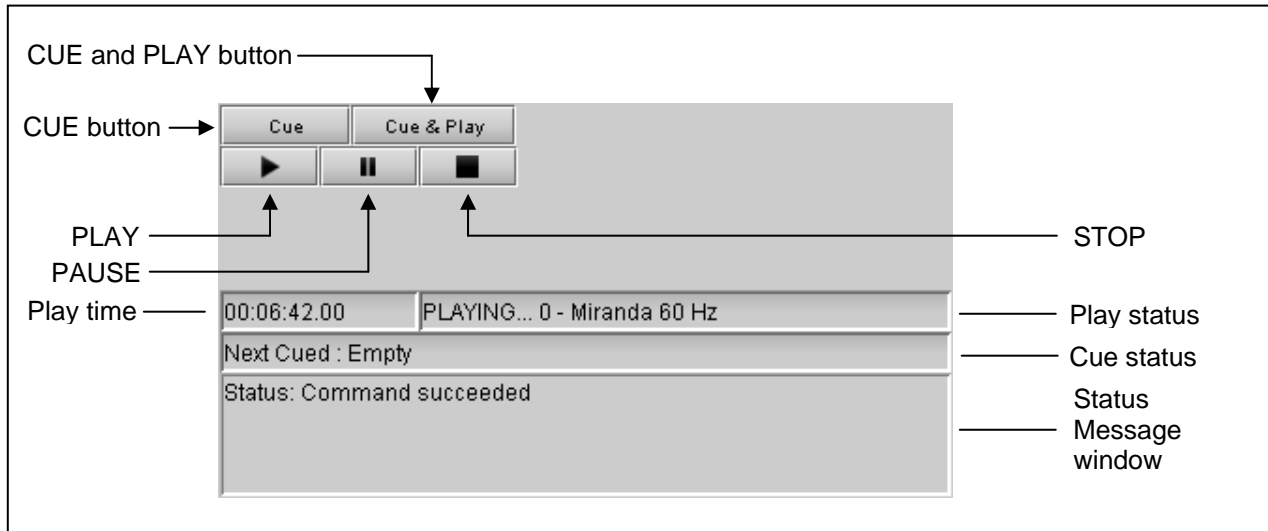 CUE and PLAY button
CUE button
Cue
Cue & Play
PLAY
STOP
PAUSE
Play time
00:06:42.00
PLAYING... 0 - Miranda 60 Hz
Play status
Next Cued : Empty
Cue status
Status: Command succeeded
Status
Message
window